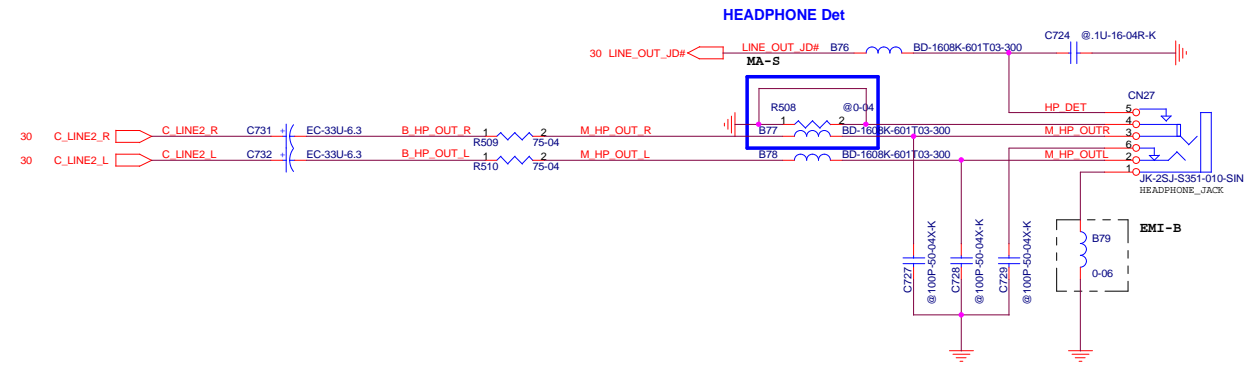 HEADPHONE Det
C724 @.1U-16-04R-K
30 LINE_OUT_JD# LINE_OUT_JD# B76 BD-1608K-601T03-300
MA-S
CN27
R508 @0-04
HP_DET 5
1 2
4
30 C_LINE2_R C_LINE2_R C731 + EC-33U-6.3 B_HP_OUT_R 1 2 M_HP_OUT_R B77 BD-1608K-601T03-300 M_HP_OUTR 3
R509 75-04
6
30 C_LINE2_L C_LINE2_L C732 + EC-33U-6.3 B_HP_OUT_L 1 2 M_HP_OUT_L B78 BD-1608K-601T03-300 M_HP_OUTL 2
R510 75-04
1
JK-2SJ-S351-010-SIN
HEADPHONE_JACK
EMI-B
B79
0-06
C727
@100P-50-04X-K
C728
@100P-50-04X-K
C729
@100P-50-04X-K